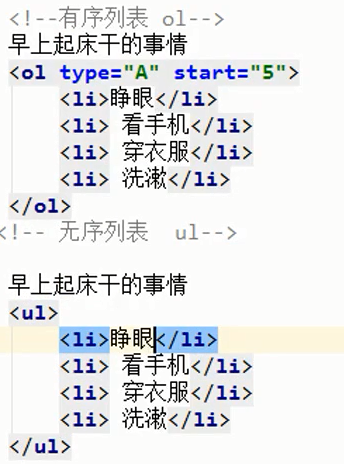 <!--有序列表 ol-->
早上起床干的事情
<ol type="A" start="5">
<li>睁眼</li>
<li> 看手机</li>
<li> 穿衣服</li>
<li> 洗漱</li>
</ol>
<!-- 无序列表  ul-->
早上起床干的事情
<ul>
<li>睁眼</li>
<li> 看手机</li>
<li> 穿衣服</li>
<li> 洗漱</li>
</ul>